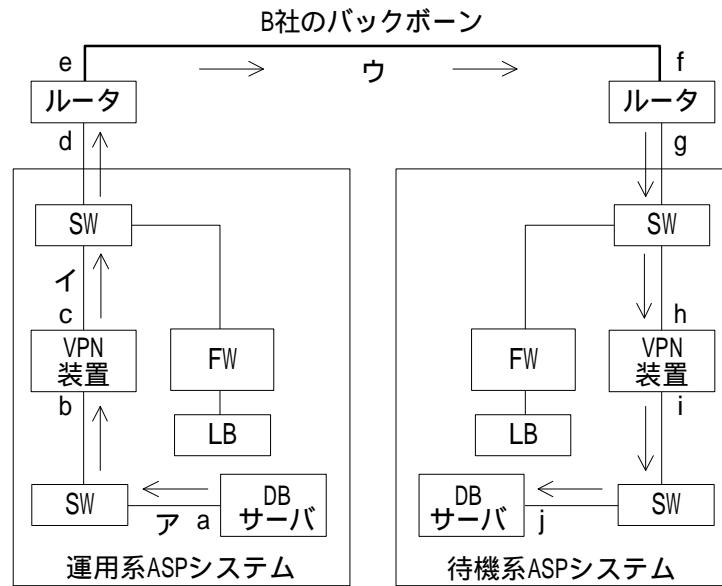 B社のバックボーン
e
ウ
f
ルータ
ルータ
d
g
SW
SW
イ
c
h
VPN
装置
FW
FW
VPN
装置
b
i
LB
LB
SW
ア
a
DB
サーバ
DB
サーバ
j
SW
運用系ASPシステム
待機系ASPシステム